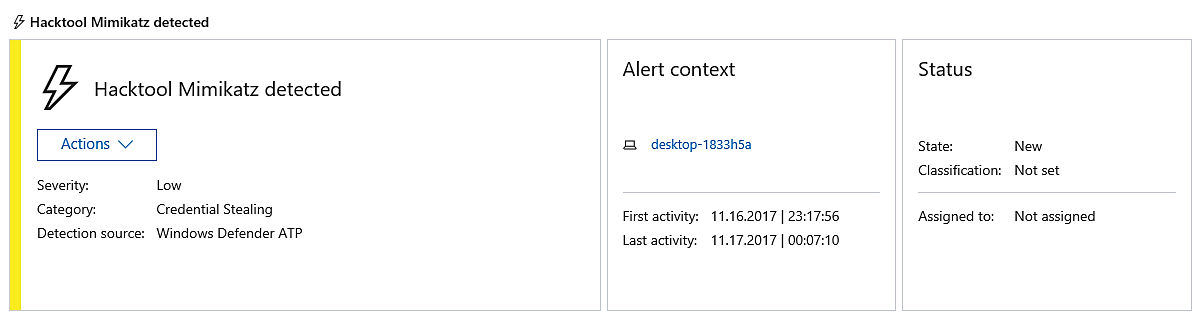 Hacktool Mimikatz detected
Hacktool Mimikatz detected
Actions
Severity: Low
Category: Credential Stealing
Detection source: Windows Defender ATP
Alert context
desktop-1833h5a
First activity: 11.16.2017 | 23:17:56
Last activity: 11.17.2017 | 00:07:10
Status
State: New
Classification: Not set
Assigned to: Not assigned